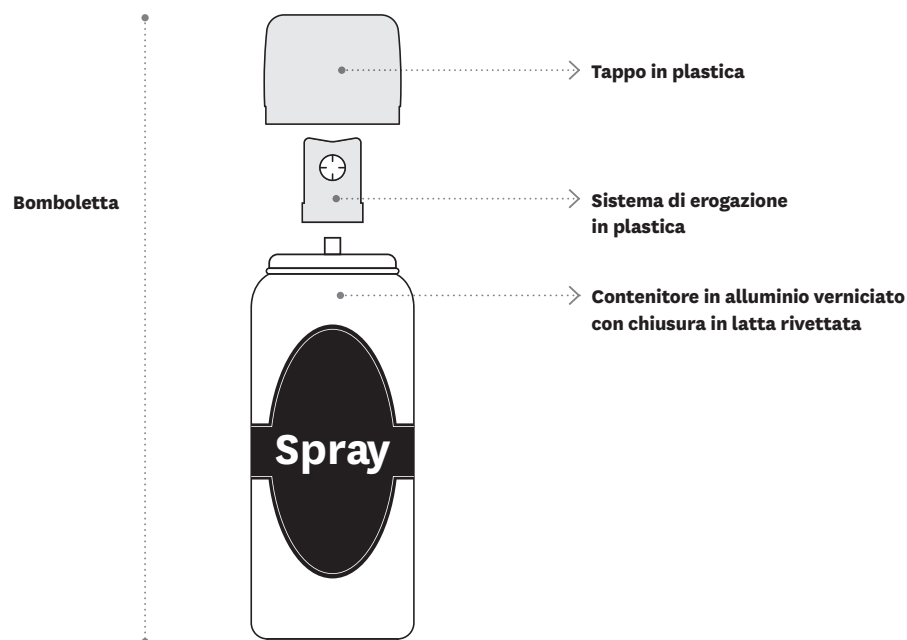 Tappo in plastica
Bomboletta
Sistema di erogazione
in plastica
Contenitore in alluminio verniciato
con chiusura in latta rivettata
Spray